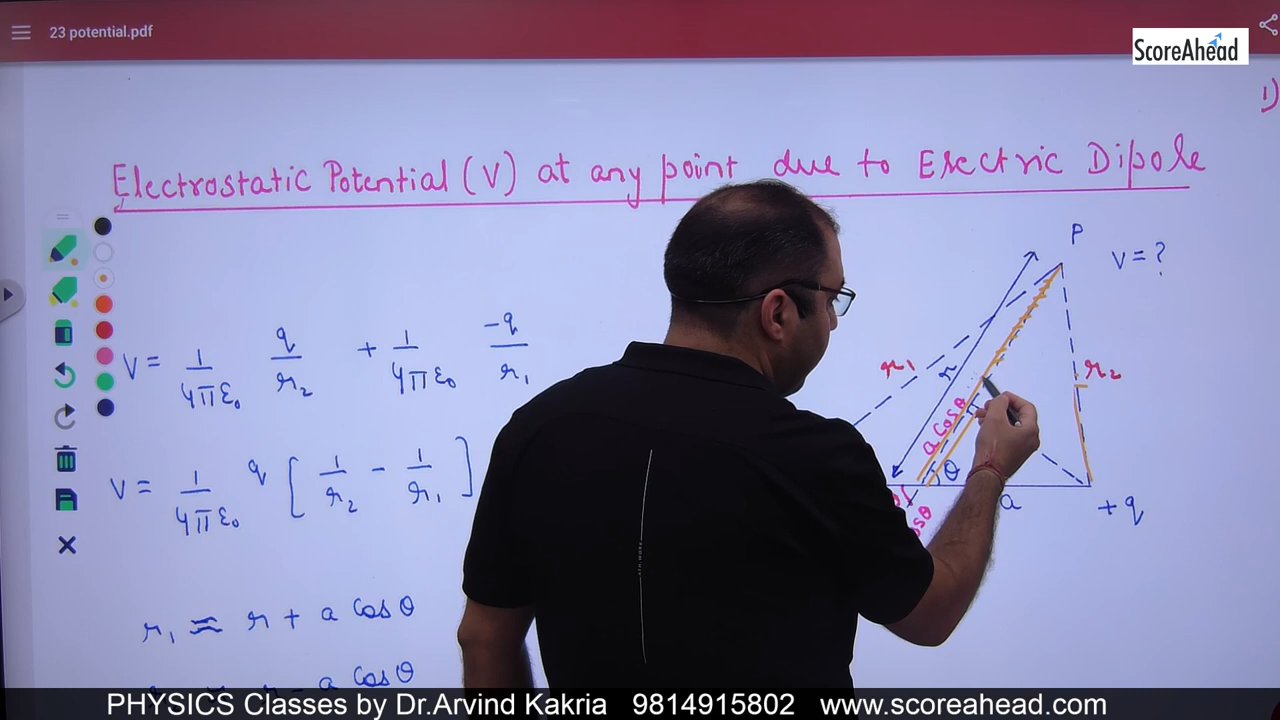 23 potential.pdf
ScoreAhead
1)
Electrostatic Potential (V) at any point due to Electric Dipole
P
V = ?
V = 1/4πε₀ q/r₂ + 1/4πε₀ -q/r₁
r₁
r
r₂
a cosθ
θ
V = 1/4πε₀ q [ 1/r₂ - 1/r₁ ]
a
+q
r₁ ≈ r + a cosθ
r - a cosθ
PHYSICS Classes by Dr.Arvind Kakria 9814915802 www.scoreahead.com